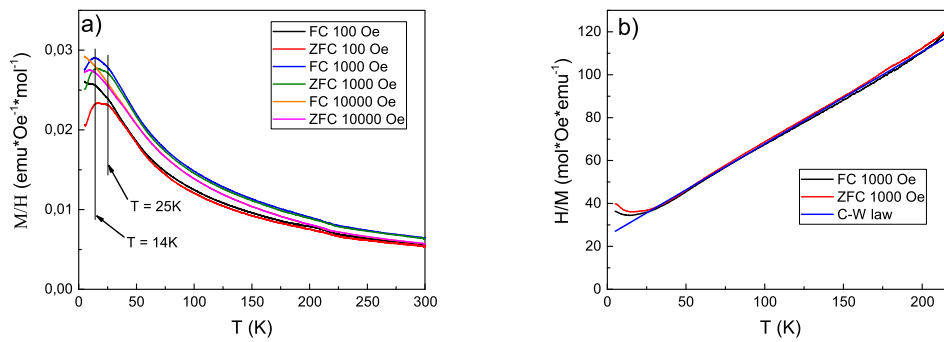 a)
FC 100 Oe
ZFC 100 Oe
FC 1000 Oe
ZFC 1000 Oe
FC 10000 Oe
ZFC 10000 Oe
M/H (emu*Oe⁻¹*mol⁻¹)
0,03
0,02
0,01
0,00
T = 25K
T = 14K
0 50 100 150 200 250 300
T (K)
b)
H/M (mol*Oe*emu⁻¹)
120
100
80
60
40
20
0
FC 1000 Oe
ZFC 1000 Oe
C-W law
0 50 100 150 200
T (K)